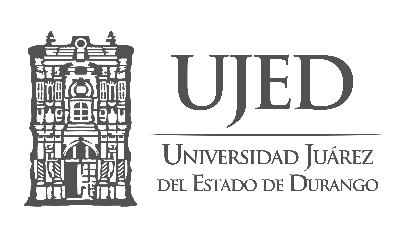 UJED
UNIVERSIDAD JUÁREZ
DEL ESTADO DE DURANGO